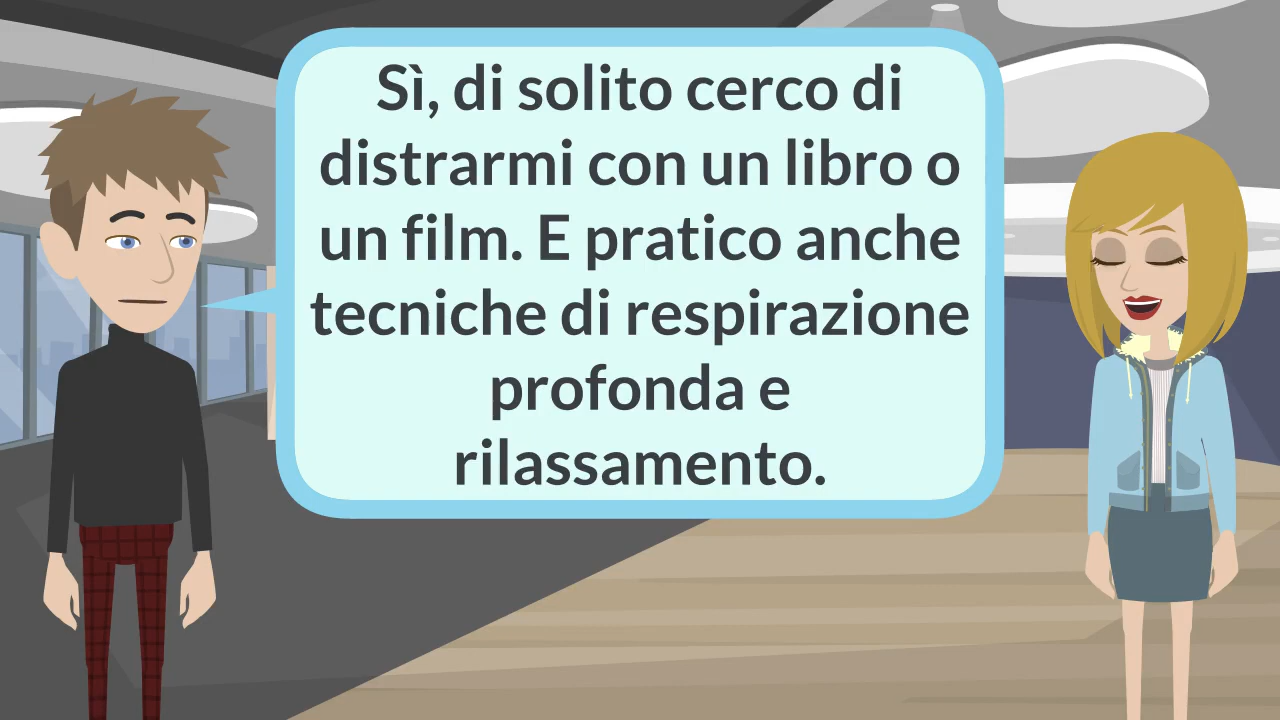 Sì, di solito cerco di
distrarmi con un libro o
un film. E pratico anche
tecniche di respirazione
profonda e
rilassamento.